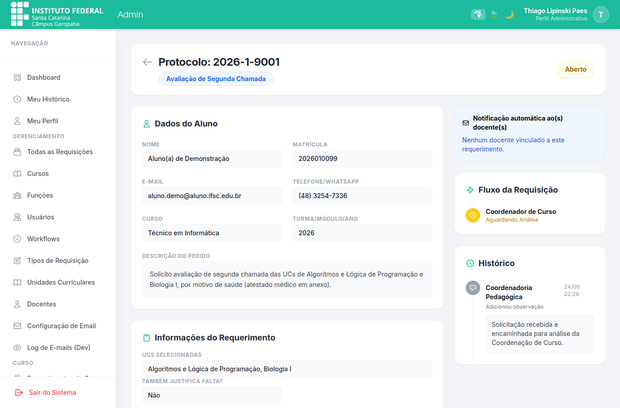 INSTITUTO FEDERAL
Santa Catarina
Câmpus Garopaba
Admin
Thiago Lipinski Paes
Perfil Administrativo
T
NAVEGAÇÃO
Dashboard
Meu Histórico
Meu Perfil
GERENCIAMENTO
Todas as Requisições
Cursos
Funções
Usuários
Workflows
Tipos de Requisição
Unidades Curriculares
Docentes
Configuração de Email
Log de E-mails (Dev)
CURSO
Sair do Sistema
Protocolo: 2026-1-9001
Avaliação de Segunda Chamada
Aberto
Dados do Aluno
NOME
MATRÍCULA
Aluno(a) de Demonstração
2026010099
E-MAIL
TELEFONE/WHATSAPP
aluno.demo@aluno.ifsc.edu.br
(48) 3254-7336
CURSO
TURMA/MÓDULO/ANO
Técnico em Informática
2026
DESCRIÇÃO DO PEDIDO
Solicito avaliação de segunda chamada das UCs de Algoritmos e Lógica de Programação e
Biologia I, por motivo de saúde (atestado médico em anexo).
Informações do Requerimento
UCS SELECIONADAS
Algoritmos e Lógica de Programação, Biologia I
TAMBÉM JUSTIFICA FALTA?
Não
Notificação automática ao(s)
docente(s)
Nenhum docente vinculado a este
requerimento.
Fluxo da Requisição
Coordenador de Curso
Aguardando Análise
Histórico
Coordenadoria
Pedagógica
24/06
22:26
Adicionou observação
Solicitação recebida e
encaminhada para análise da
Coordenação de Curso.